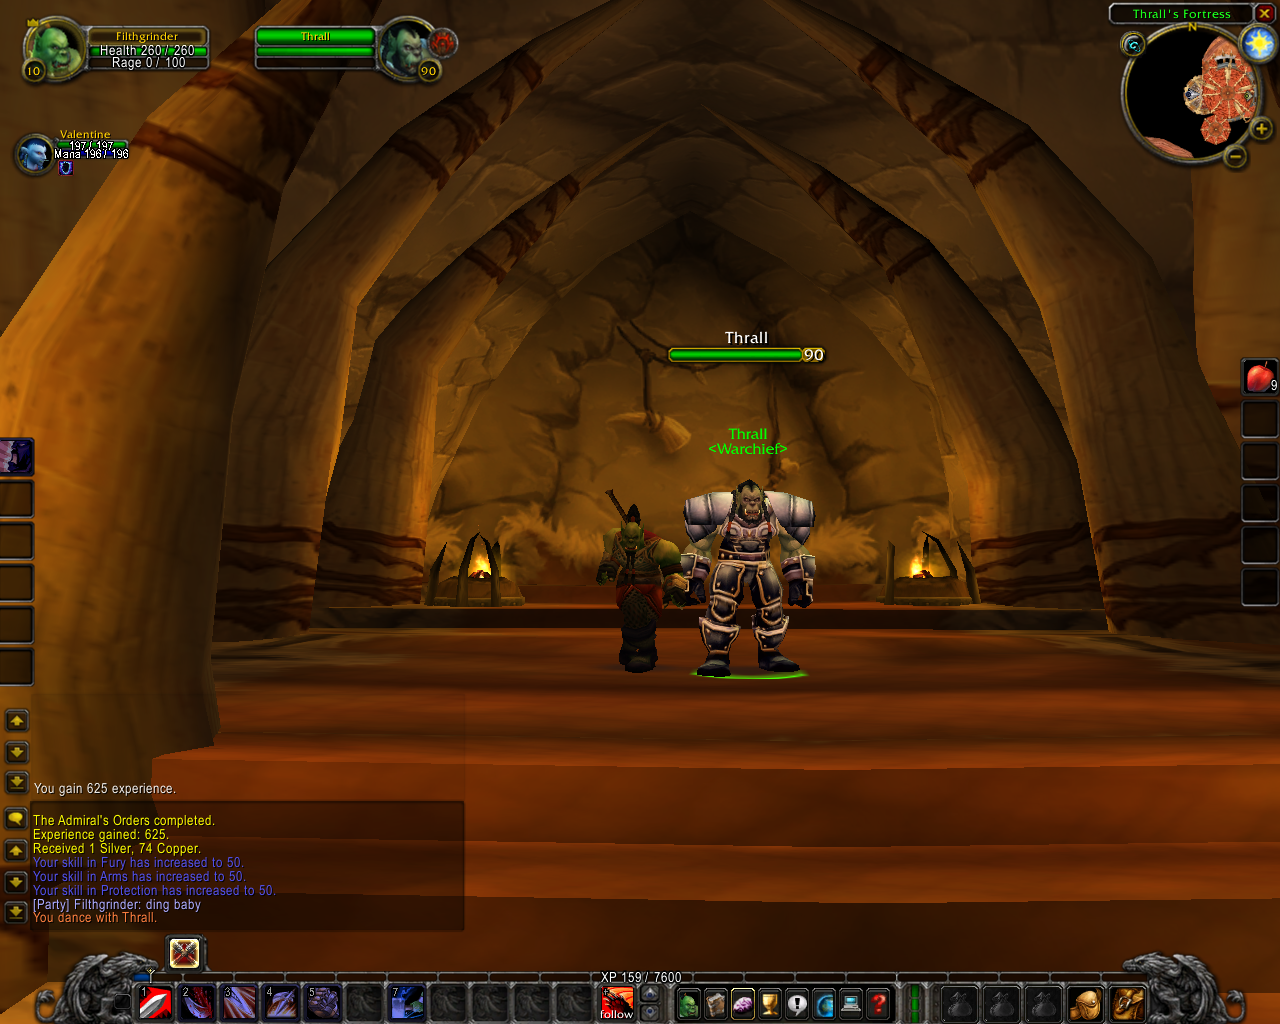 Filthgrinder
Health 260 / 260
Rage 0 / 100
10
Thrall
90
Thrall's Fortress
N
Valentine
197 / 197
Mana 196 / 196
Thrall
90
Thrall
<Warchief>
9
You gain 625 experience.
The Admiral's Orders completed.
Experience gained: 625.
Received 1 Silver, 74 Copper.
Your skill in Fury has increased to 50.
Your skill in Arms has increased to 50.
Your skill in Protection has increased to 50.
[Party] Filthgrinder: ding baby
You dance with Thrall.
XP 159 / 7600
1
2
3
4
5
7
follow